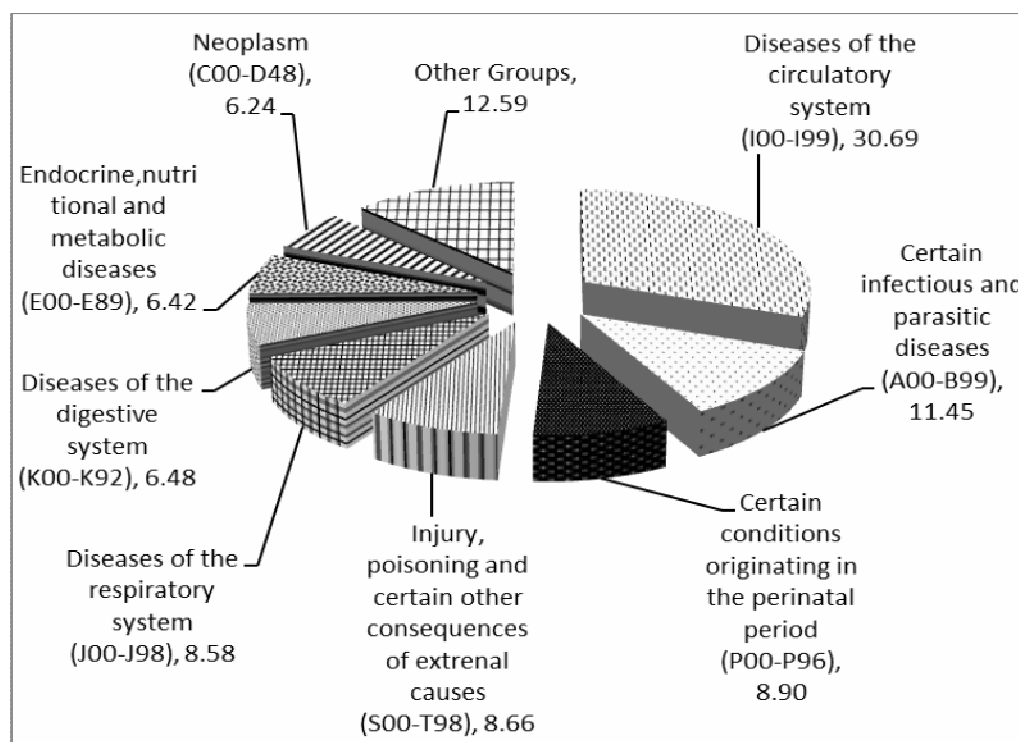 Neoplasm
(C00-D48),
6.24
Other Groups,
12.59
Diseases of the
circulatory
system
(I00-I99), 30.69
Certain
infectious and
parasitic
diseases
(A00-B99),
11.45
Certain
conditions
originating in
the perinatal
period
(P00-P96),
8.90
Injury,
poisoning and
certain other
consequences
of extrenal
causes
(S00-T98), 8.66
Diseases of the
respiratory
system
(J00-J98), 8.58
Diseases of the
digestive
system
(K00-K92), 6.48
Endocrine,nutri
tional and
metabolic
diseases
(E00-E89), 6.42